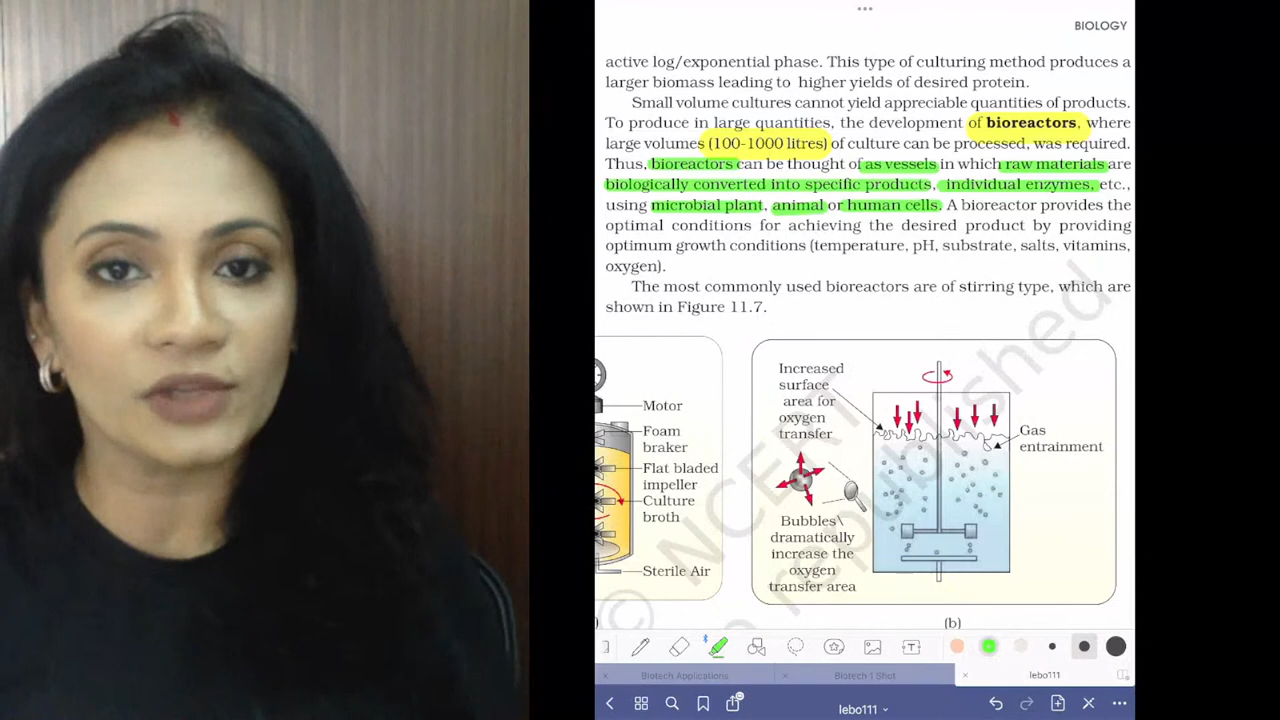 BIOLOGY
active log/exponential phase. This type of culturing method produces a
larger biomass leading to higher yields of desired protein.
Small volume cultures cannot yield appreciable quantities of products.
To produce in large quantities, the development of bioreactors, where
large volumes (100-1000 litres) of culture can be processed, was required.
Thus, bioreactors can be thought of as vessels in which raw materials are
biologically converted into specific products, individual enzymes, etc.,
using microbial plant, animal or human cells. A bioreactor provides the
optimal conditions for achieving the desired product by providing
optimum growth conditions (temperature, pH, substrate, salts, vitamins,
oxygen).
The most commonly used bioreactors are of stirring type, which are
shown in Figure 11.7.
Motor
Foam
braker
Flat bladed
impeller
Culture
broth
Sterile Air
Increased
surface
area for
oxygen
transfer
Gas
entrainment
Bubbles\
dramatically
increase the
oxygen
transfer area
(b)
© NCERT
be republished
Biotech Applications
Biotech 1 Shot
lebo111
lebo111